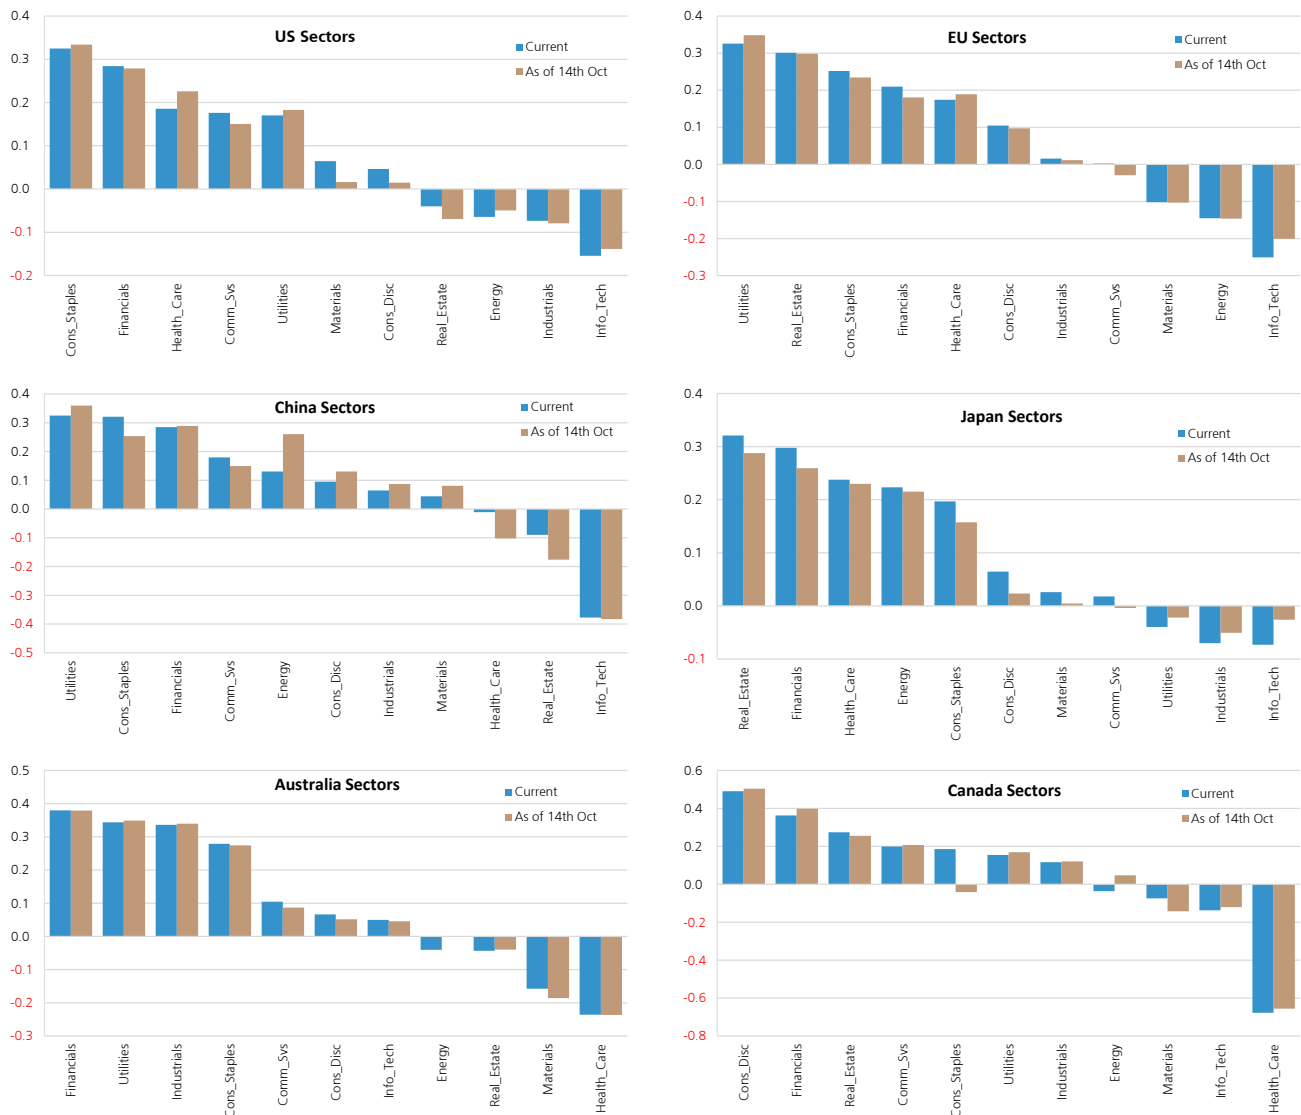 US Sectors
Current
As of 14th Oct
0.4
0.3
0.2
0.1
0.0
-0.1
-0.2
Cons_Staples
Financials
Health_Care
Comm_Svs
Utilities
Materials
Cons_Disc
Real_Estate
Energy
Industrials
Info_Tech
EU Sectors
Current
As of 14th Oct
0.4
0.3
0.2
0.1
0.0
-0.1
-0.2
-0.3
Utilities
Real_Estate
Cons_Staples
Financials
Health_Care
Cons_Disc
Industrials
Comm_Svs
Materials
Energy
Info_Tech
China Sectors
Current
As of 14th Oct
0.4
0.3
0.2
0.1
0.0
-0.1
-0.2
-0.3
-0.4
-0.5
Utilities
Cons_Staples
Financials
Comm_Svs
Energy
Cons_Disc
Industrials
Materials
Health_Care
Real_Estate
Info_Tech
Japan Sectors
Current
As of 14th Oct
0.4
0.3
0.2
0.1
0.0
-0.1
Real_Estate
Financials
Health_Care
Energy
Cons_Staples
Cons_Disc
Materials
Comm_Svs
Utilities
Industrials
Info_Tech
Australia Sectors
Current
As of 14th Oct
0.5
0.4
0.3
0.2
0.1
0.0
-0.1
-0.2
-0.3
Financials
Utilities
Industrials
Cons_Staples
Comm_Svs
Cons_Disc
Info_Tech
Energy
Real_Estate
Materials
Health_Care
Canada Sectors
Current
As of 14th Oct
0.6
0.4
0.2
0.0
-0.2
-0.4
-0.6
-0.8
Cons_Disc
Financials
Real_Estate
Comm_Svs
Cons_Staples
Utilities
Industrials
Energy
Materials
Info_Tech
Health_Care